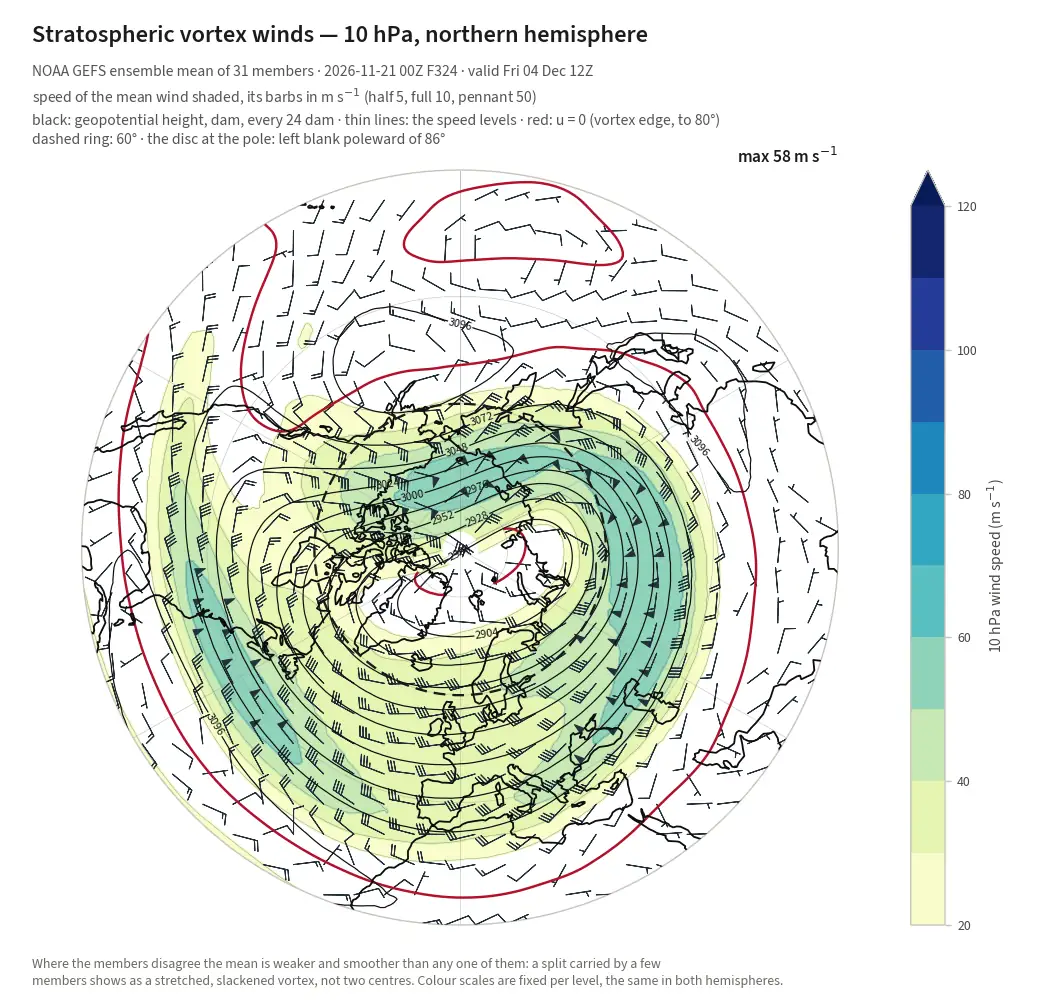 Stratospheric vortex winds — 10 hPa, northern hemisphere
NOAA GEFS ensemble mean of 31 members · 2026-11-21 00Z F324 · valid Fri 04 Dec 12Z
speed of the mean wind shaded, its barbs in m s⁻¹ (half 5, full 10, pennant 50)
black: geopotential height, dam, every 24 dam · thin lines: the speed levels · red: u = 0 (vortex edge, to 80°)
dashed ring: 60° · the disc at the pole: left blank poleward of 86°
max 58 m s⁻¹
120
100
80
60
40
20
10 hPa wind speed (m s⁻¹)
3096
3072
3048
3096
3000
2976
2952
2928
2904
3096
Where the members disagree the mean is weaker and smoother than any one of them: a split carried by a few
members shows as a stretched, slackened vortex, not two centres. Colour scales are fixed per level, the same in both hemispheres.